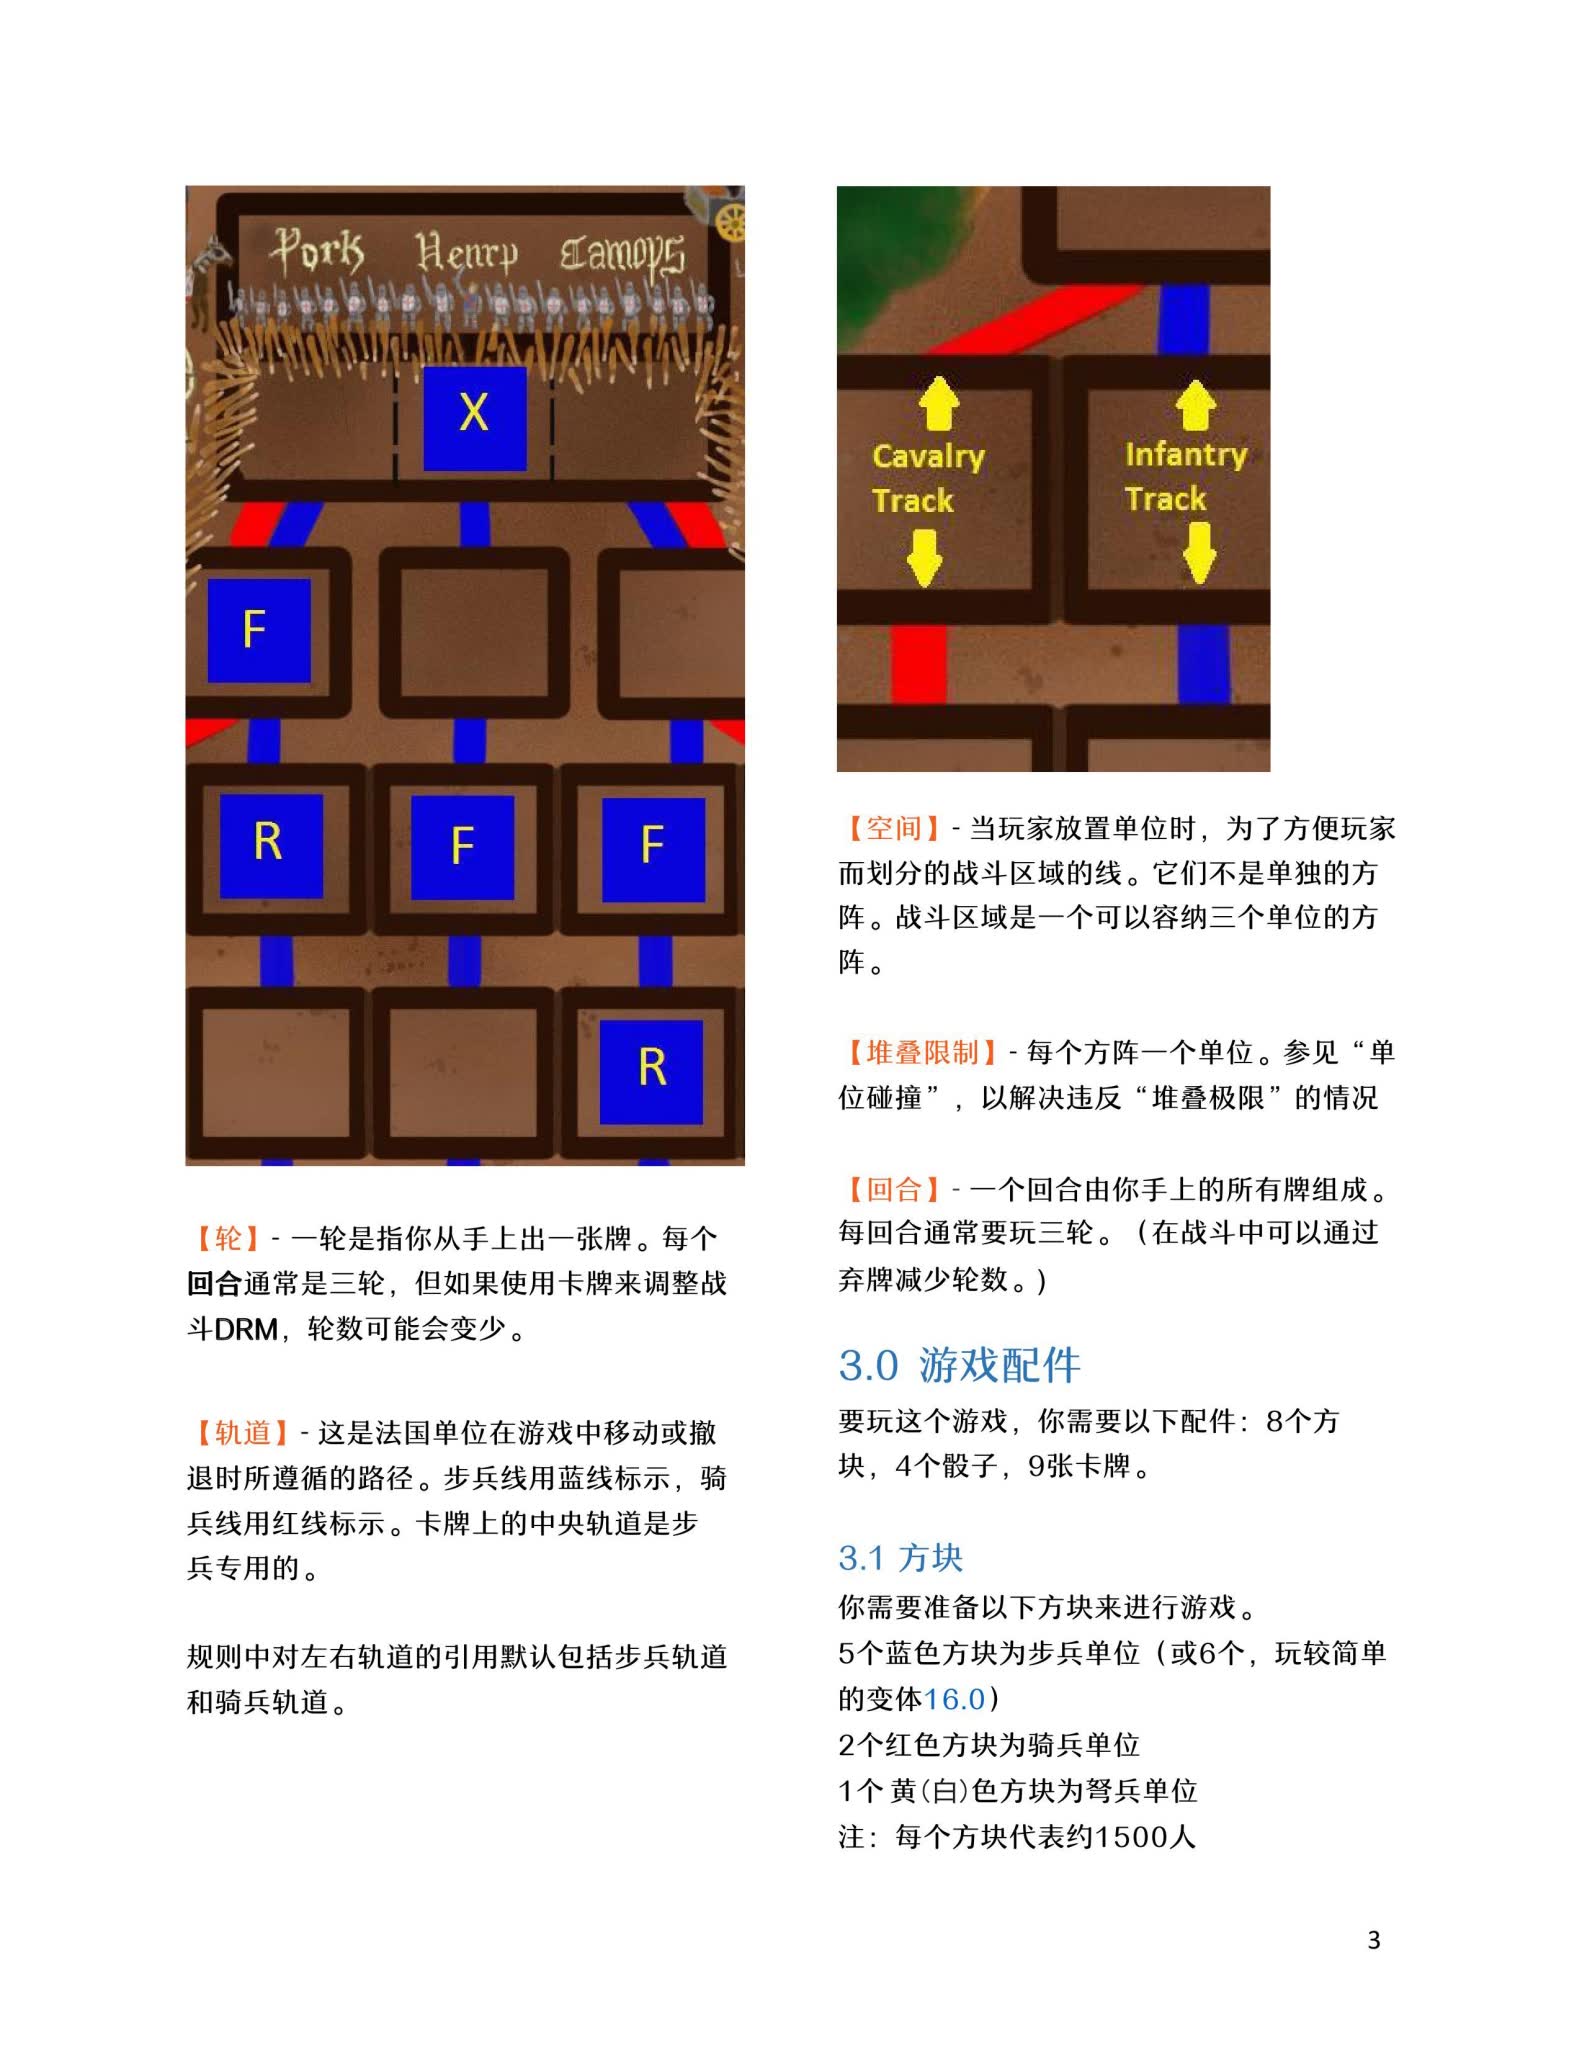 York Henry Camoys
X
F
R F F
R
【轮】- 一轮是指你从手上出一张牌。每个
回合通常是三轮，但如果使用卡牌来调整战
斗DRM，轮数可能会变少。
【轨道】- 这是法国单位在游戏中移动或撤
退时所遵循的路径。步兵线用蓝线标示，骑
兵线用红线标示。卡牌上的中央轨道是步
兵专用的。
规则中对左右轨道的引用默认包括步兵轨道
和骑兵轨道。
Cavalry
Track
Infantry
Track
【空间】- 当玩家放置单位时，为了方便玩家
而划分的战斗区域的线。它们不是单独的方
阵。战斗区域是一个可以容纳三个单位的方
阵。
【堆叠限制】- 每个方阵一个单位。参见“单
位碰撞”，以解决违反“堆叠极限”的情况
【回合】- 一个回合由你手上的所有牌组成。
每回合通常要玩三轮。（在战斗中可以通过
弃牌减少轮数。)
3.0 游戏配件
要玩这个游戏，你需要以下配件：8个方
块，4个骰子，9张卡牌。
3.1 方块
你需要准备以下方块来进行游戏。
5个蓝色方块为步兵单位（或6个，玩较简单
的变体16.0）
2个红色方块为骑兵单位
1个 黄(白)色方块为弩兵单位
注：每个方块代表约1500人
3